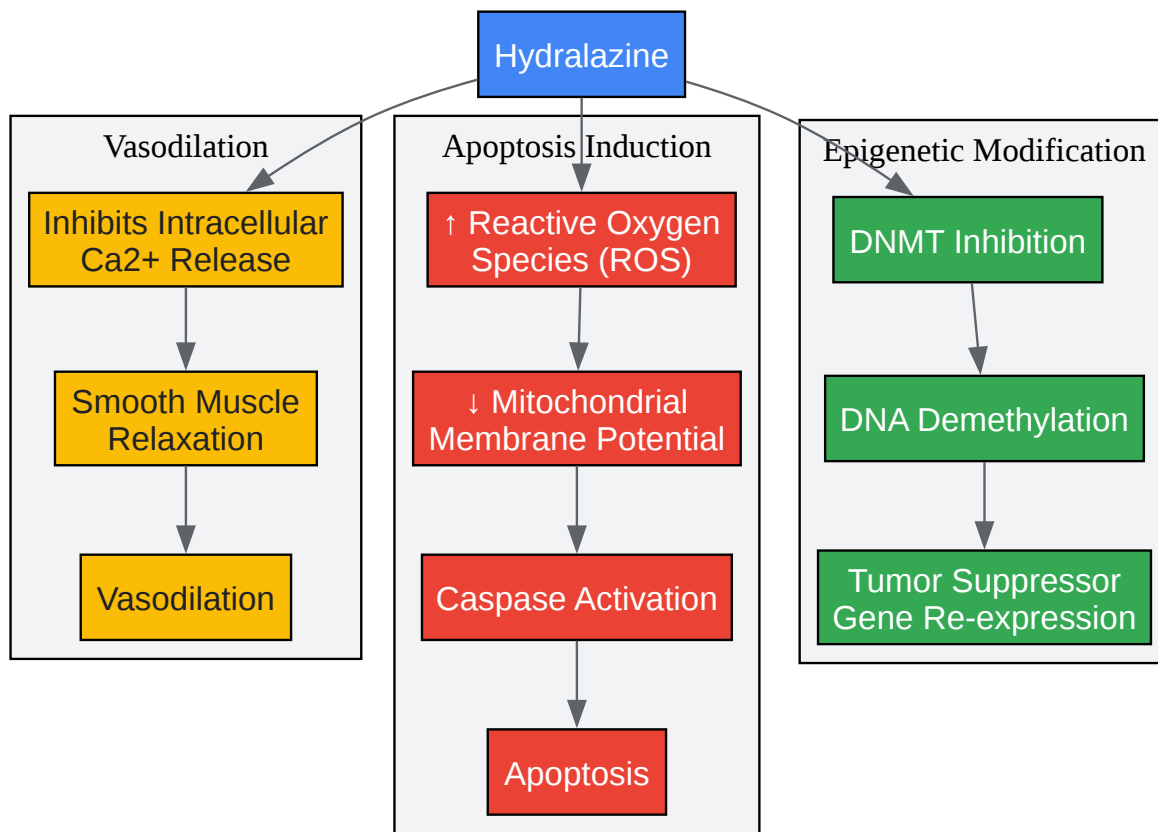 Hydralazine
Vasodilation
Inhibits Intracellular
Ca2+ Release
Smooth Muscle
Relaxation
Vasodilation
Apoptosis Induction
↑ Reactive Oxygen
Species (ROS)
↓ Mitochondrial
Membrane Potential
Caspase Activation
Apoptosis
Epigenetic Modification
DNMT Inhibition
DNA Demethylation
Tumor Suppressor
Gene Re-expression